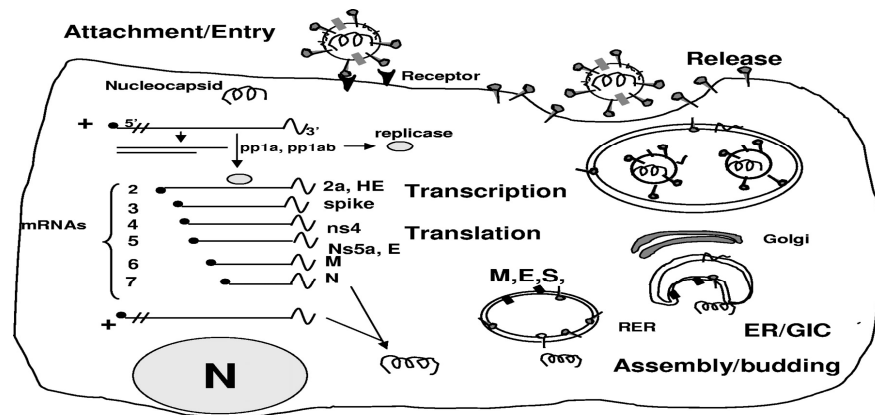 Attachment/Entry
Release
Receptor
Nucleocapsid
+ 5' 3'
replicase
pp1a, pp1ab
2 2a, HE
Transcription
3 spike
mRNAs
4 ns4
Translation
5 Ns5a, E
6 M
7 N
Golgi
M,E,S,
RER
ER/GIC
+
Assembly/budding
N